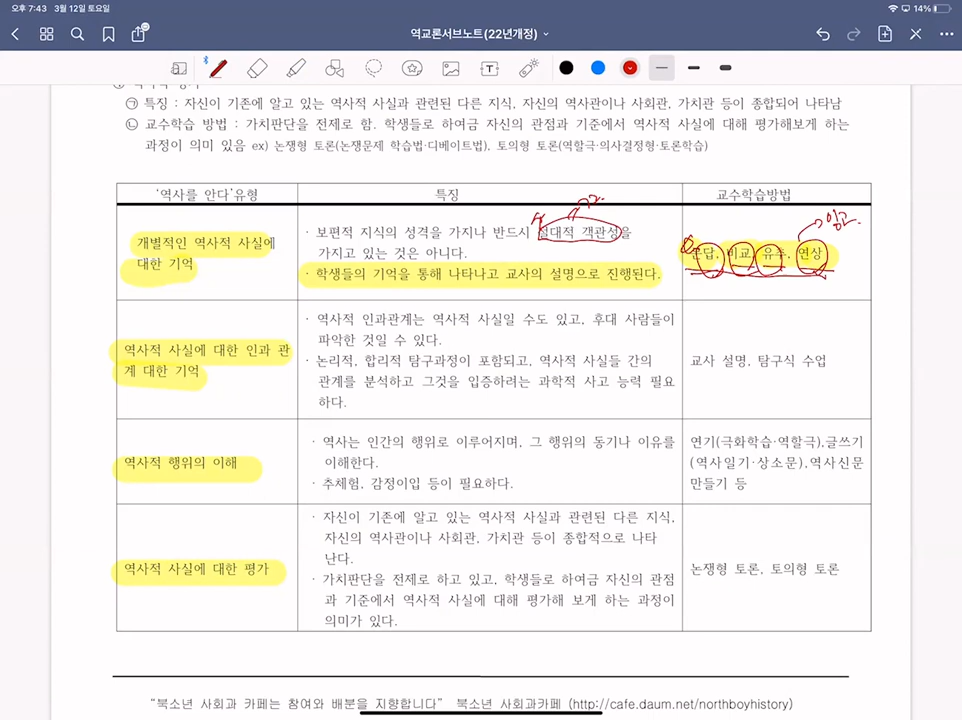 오후 7:43 3월 12일 토요일
14%
역교론서브노트(22년개정)
㉠ 특징 : 자신이 기존에 알고 있는 역사적 사실과 관련된 다른 지식, 자신의 역사관이나 사회관, 가치관 등이 종합되어 나타남
㉡ 교수학습 방법 : 가치판단을 전제로 함. 학생들로 하여금 자신의 관점과 기준에서 역사적 사실에 대해 평가해보게 하는
과정이 의미 있음 ex) 논쟁형 토론(논쟁문제 학습법·디베이트법), 토의형 토론(역할극·의사결정형·토론학습)
'역사를 안다'유형
특징
교수학습방법
개별적인 역사적 사실에
대한 기억
· 보편적 지식의 성격을 가지나 반드시 절대적 객관성을
가지고 있는 것은 아니다.
· 학생들의 기억을 통해 나타나고 교사의 설명으로 진행된다.
문답, 비교, 유추, 연상
역사적 사실에 대한 인과 관
계 대한 기억
· 역사적 인과관계는 역사적 사실일 수도 있고, 후대 사람들이
파악한 것일 수 있다.
· 논리적, 합리적 탐구과정이 포함되고, 역사적 사실들 간의
관계를 분석하고 그것을 입증하려는 과학적 사고 능력 필요
하다.
교사 설명, 탐구식 수업
역사적 행위의 이해
· 역사는 인간의 행위로 이루어지며, 그 행위의 동기나 이유를
이해한다.
· 추체험, 감정이입 등이 필요하다.
연기(극화학습·역할극),글쓰기
(역사일기·상소문),역사신문
만들기 등
역사적 사실에 대한 평가
· 자신이 기존에 알고 있는 역사적 사실과 관련된 다른 지식,
자신의 역사관이나 사회관, 가치관 등이 종합적으로 나타
난다.
· 가치판단을 전제로 하고 있고, 학생들로 하여금 자신의 관점
과 기준에서 역사적 사실에 대해 평가해 보게 하는 과정이
의미가 있다.
논쟁형 토론, 토의형 토론
"북소년 사회과 카페는 참여와 배분을 지향합니다" 북소년 사회과카페 (http://cafe.daum.net/northboyhistory)